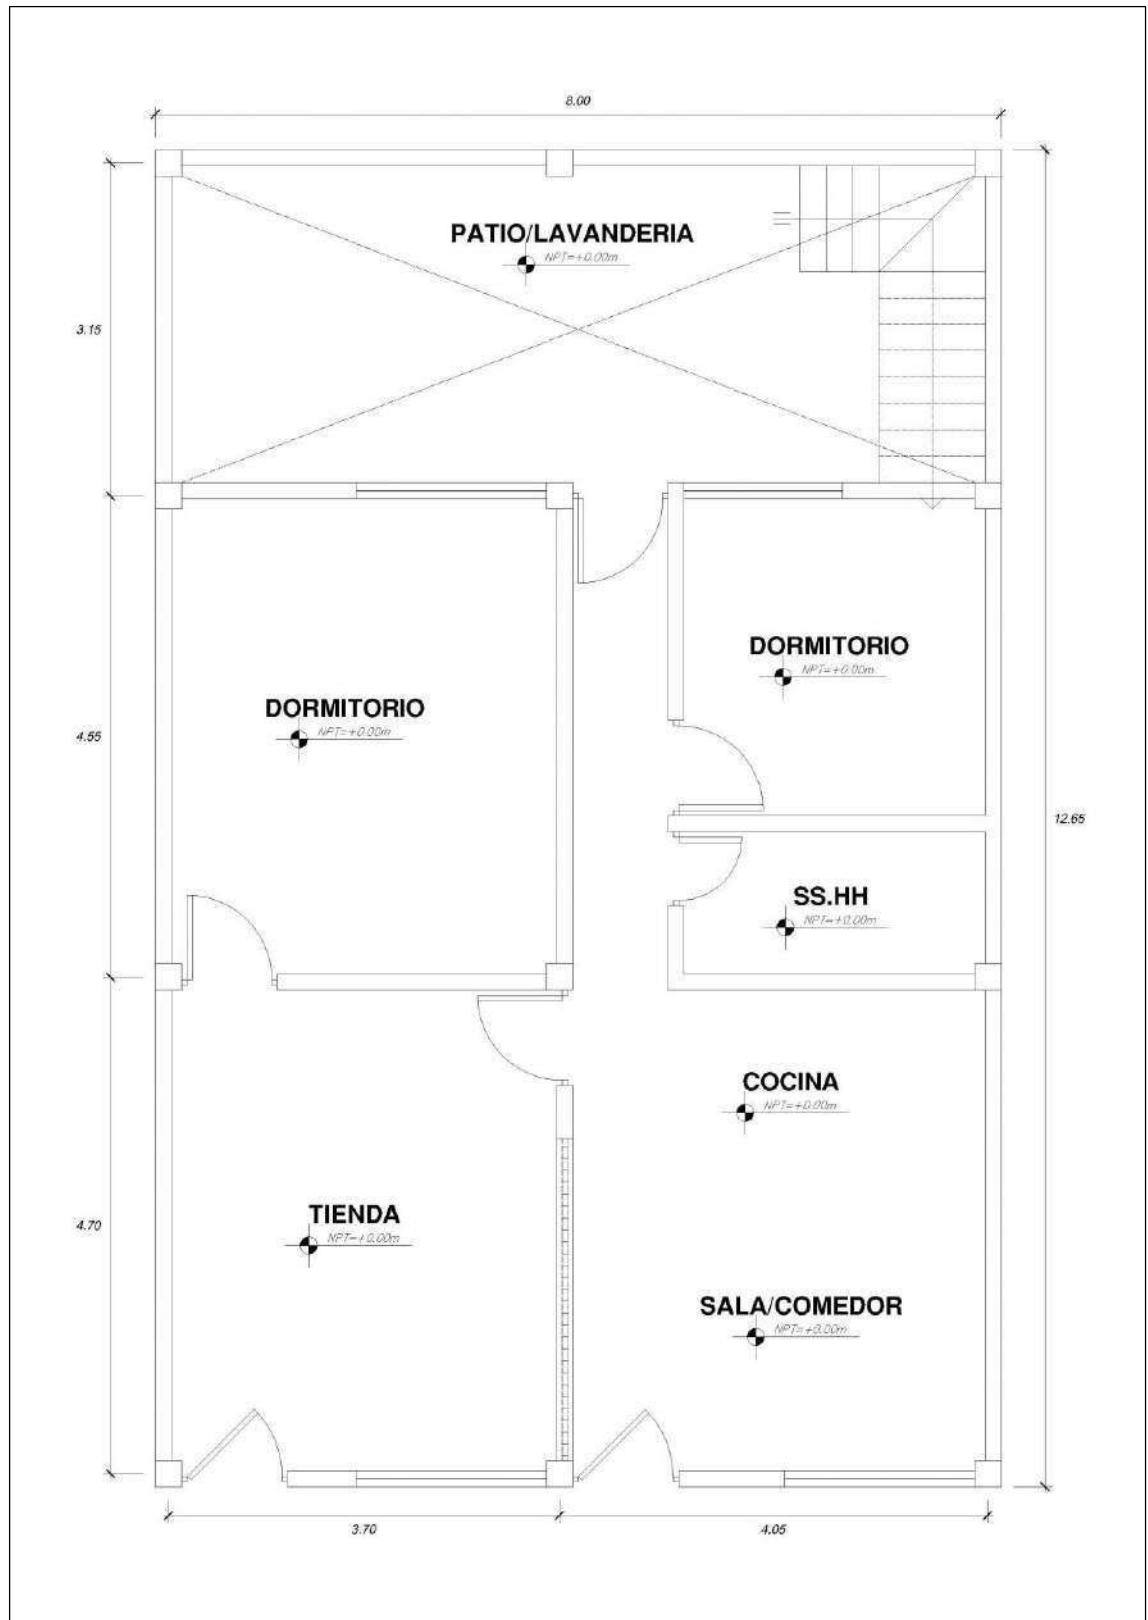 8.00
PATIO/LAVANDERIA
NPT=+0.00m
3.15
DORMITORIO
NPT=+0.00m
DORMITORIO
NPT=+0.00m
4.55
12.65
SS.HH
NPT=+0.00m
COCINA
NPT=+0.00m
TIENDA
NPT=+0.00m
4.70
SALA/COMEDOR
NPT=+0.00m
3.70
4.05